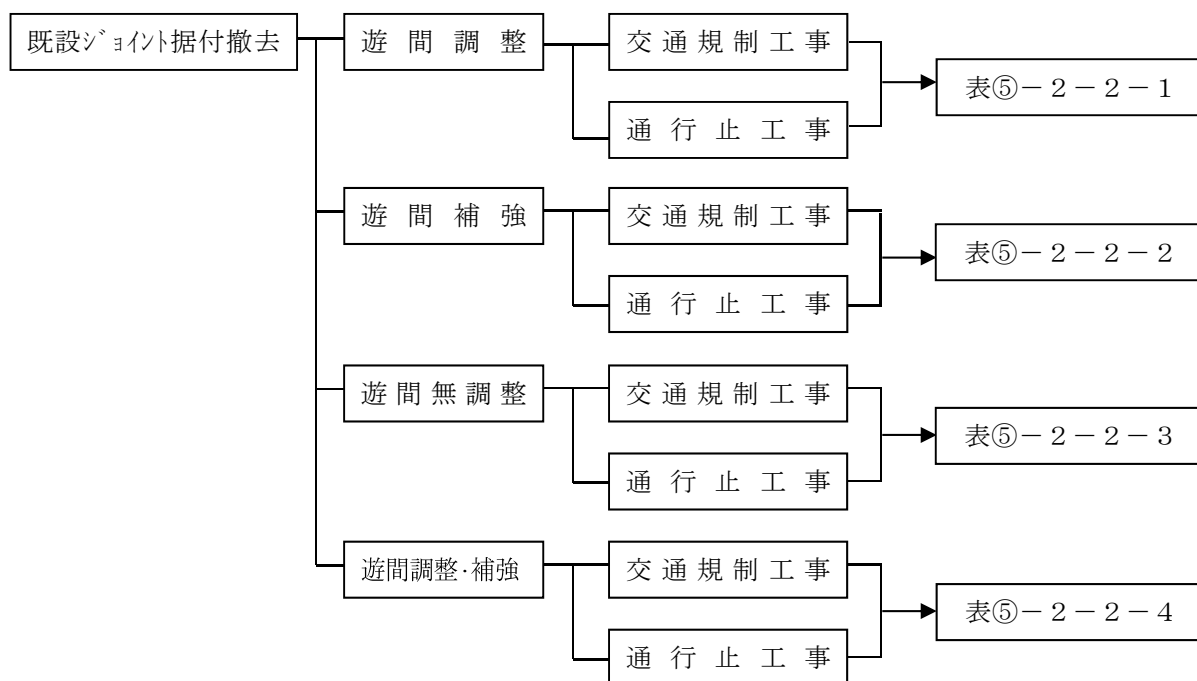 既設ｼﾞｮｲﾝﾄ据付撤去
遊間調整
交通規制工事
通行止工事
表⑤－２－２－１
遊間補強
交通規制工事
通行止工事
表⑤－２－２－２
遊間無調整
交通規制工事
通行止工事
表⑤－２－２－３
遊間調整・補強
交通規制工事
通行止工事
表⑤－２－２－４